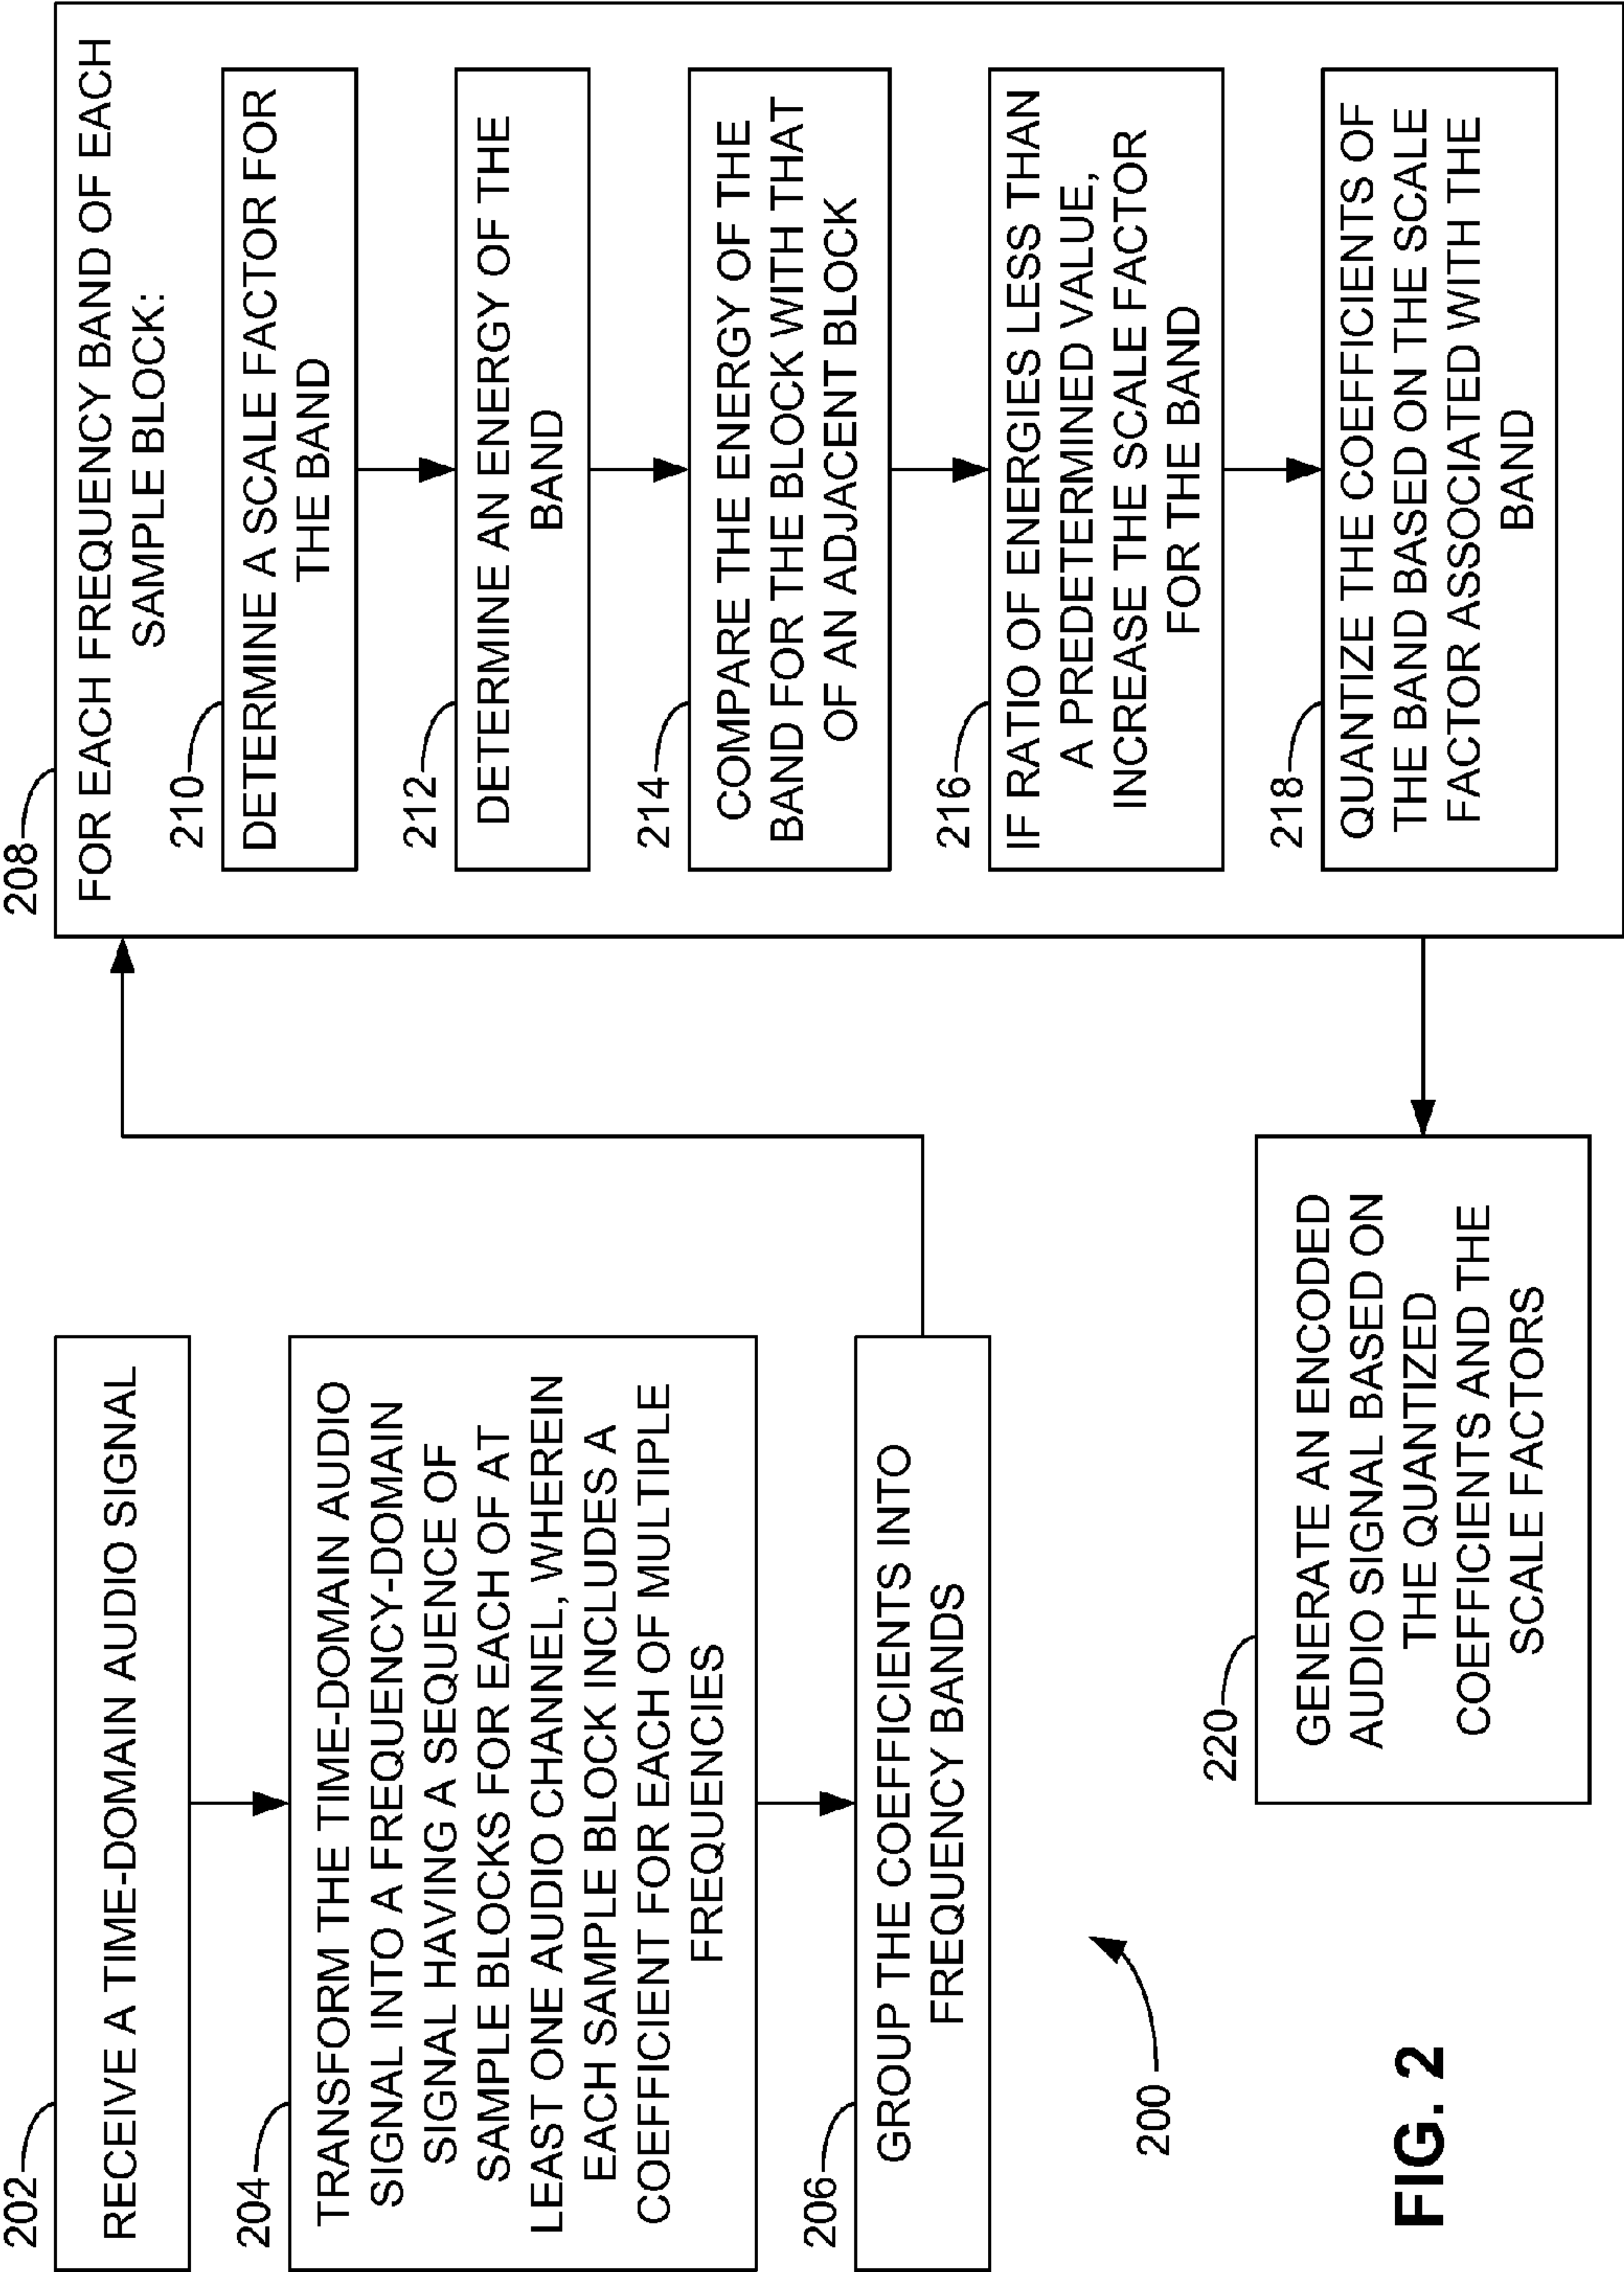 202
RECEIVE A TIME-DOMAIN AUDIO SIGNAL
204
TRANSFORM THE TIME-DOMAIN AUDIO
SIGNAL INTO A FREQUENCY-DOMAIN
SIGNAL HAVING A SEQUENCE OF
SAMPLE BLOCKS FOR EACH OF AT
LEAST ONE AUDIO CHANNEL, WHEREIN
EACH SAMPLE BLOCK INCLUDES A
COEFFICIENT FOR EACH OF MULTIPLE
FREQUENCIES
206
GROUP THE COEFFICIENTS INTO
FREQUENCY BANDS
208
FOR EACH FREQUENCY BAND OF EACH
SAMPLE BLOCK:
210
DETERMINE A SCALE FACTOR FOR
THE BAND
212
DETERMINE AN ENERGY OF THE
BAND
214
COMPARE THE ENERGY OF THE
BAND FOR THE BLOCK WITH THAT
OF AN ADJACENT BLOCK
216
IF RATIO OF ENERGIES LESS THAN
A PREDETERMINED VALUE,
INCREASE THE SCALE FACTOR
FOR THE BAND
218
QUANTIZE THE COEFFICIENTS OF
THE BAND BASED ON THE SCALE
FACTOR ASSOCIATED WITH THE
BAND
220
GENERATE AN ENCODED
AUDIO SIGNAL BASED ON
THE QUANTIZED
COEFFICIENTS AND THE
SCALE FACTORS
200
FIG. 2